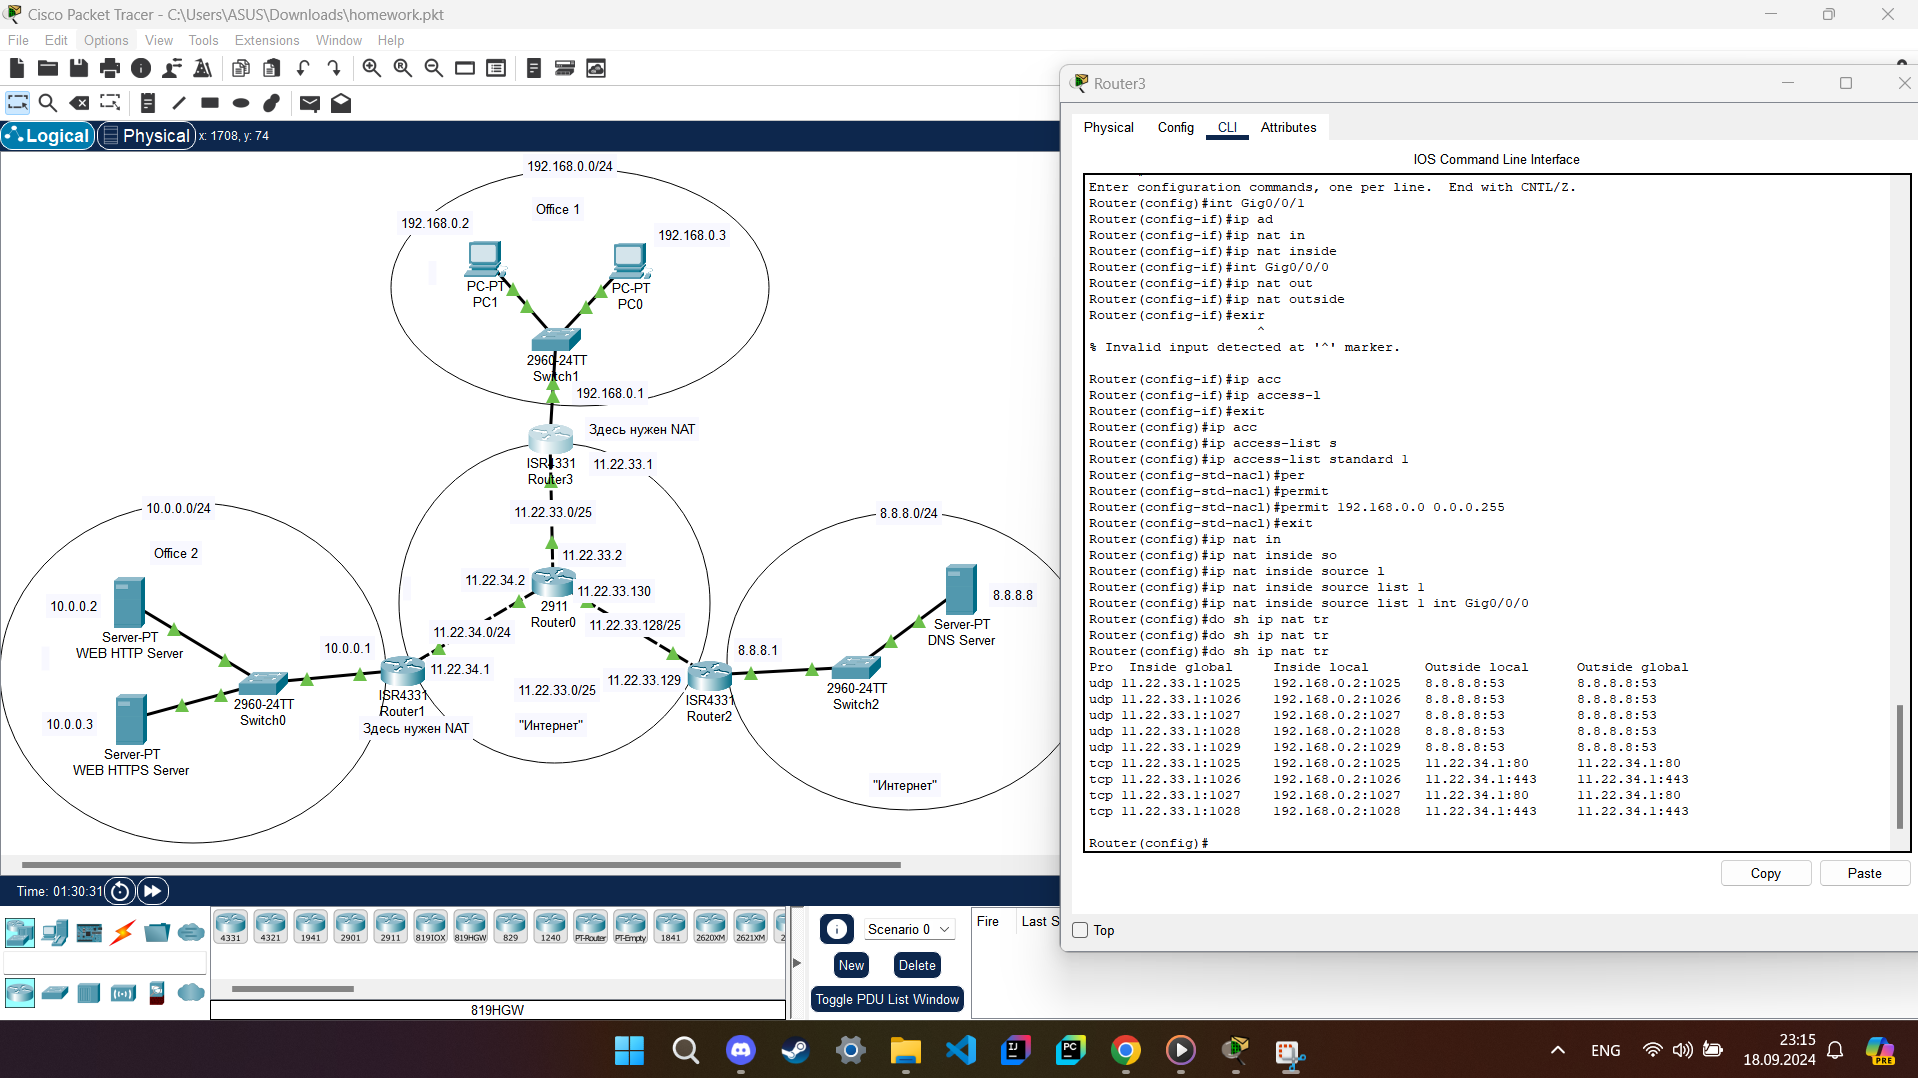 Cisco Packet Tracer - C:\Users\ASUS\Downloads\homework.pkt
File Edit Options View Tools Extensions Window Help
Logical Physical x: 1708, y: 74
192.168.0.0/24
Office 1
192.168.0.2
192.168.0.3
PC-PT
PC1
PC-PT
PC0
2960-24TT
Switch1
192.168.0.1
Здесь нужен NAT
ISR4331
Router3
11.22.33.1
11.22.33.0/25
11.22.33.2
11.22.34.2
11.22.33.130
2911
Router0
11.22.34.0/24
11.22.33.128/25
10.0.0.0/24
Office 2
10.0.0.2
Server-PT
WEB HTTP Server
10.0.0.1
11.22.34.1
ISR4331
Router1
Здесь нужен NAT
2960-24TT
Switch0
10.0.0.3
Server-PT
WEB HTTPS Server
11.22.33.0/25
"Интернет"
11.22.33.129
ISR4331
Router2
8.8.8.0/24
8.8.8.8
Server-PT
DNS Server
8.8.8.1
2960-24TT
Switch2
"Интернет"
Router3
Physical Config CLI Attributes
IOS Command Line Interface
Enter configuration commands, one per line. End with CNTL/Z.
Router(config)#int Gig0/0/1
Router(config-if)#ip ad
Router(config-if)#ip nat in
Router(config-if)#ip nat inside
Router(config-if)#int Gig0/0/0
Router(config-if)#ip nat out
Router(config-if)#ip nat outside
Router(config-if)#exir
^
% Invalid input detected at '^' marker.
Router(config-if)#ip acc
Router(config-if)#ip access-l
Router(config-if)#exit
Router(config)#ip acc
Router(config)#ip access-list s
Router(config)#ip access-list standard 1
Router(config-std-nacl)#per
Router(config-std-nacl)#permit
Router(config-std-nacl)#permit 192.168.0.0 0.0.0.255
Router(config-std-nacl)#exit
Router(config)#ip nat in
Router(config)#ip nat inside so
Router(config)#ip nat inside source l
Router(config)#ip nat inside source list 1
Router(config)#ip nat inside source list 1 int Gig0/0/0
Router(config)#do sh ip nat tr
Router(config)#do sh ip nat tr
Router(config)#do sh ip nat tr
Pro Inside global Inside local Outside local Outside global
udp 11.22.33.1:1025 192.168.0.2:1025 8.8.8.8:53 8.8.8.8:53
udp 11.22.33.1:1026 192.168.0.2:1026 8.8.8.8:53 8.8.8.8:53
udp 11.22.33.1:1027 192.168.0.2:1027 8.8.8.8:53 8.8.8.8:53
udp 11.22.33.1:1028 192.168.0.2:1028 8.8.8.8:53 8.8.8.8:53
udp 11.22.33.1:1029 192.168.0.2:1029 8.8.8.8:53 8.8.8.8:53
tcp 11.22.33.1:1025 192.168.0.2:1025 11.22.34.1:80 11.22.34.1:80
tcp 11.22.33.1:1026 192.168.0.2:1026 11.22.34.1:443 11.22.34.1:443
tcp 11.22.33.1:1027 192.168.0.2:1027 11.22.34.1:80 11.22.34.1:80
tcp 11.22.33.1:1028 192.168.0.2:1028 11.22.34.1:443 11.22.34.1:443
Router(config)#
Copy Paste
Top
Time: 01:30:31
4331 4321 1941 2901 2911 819IOX 819HGW 829 1240 PT-Router PT-Empty 1841 2620XM 2621XM 2
819HGW
Scenario 0
New Delete
Toggle PDU List Window
Fire Last S
ENG
23:15
18.09.2024